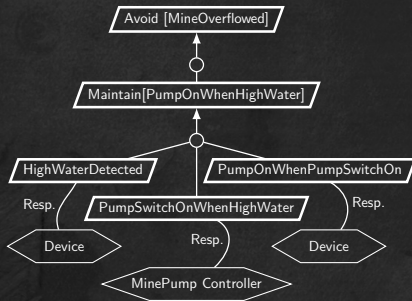 Avoid [MineOverflowed]
Maintain[PumpOnWhenHighWater]
HighWaterDetected
PumpOnWhenPumpSwitchOn
Resp.
PumpSwitchOnWhenHighWater
Resp.
Device
Resp.
Device
MinePump Controller